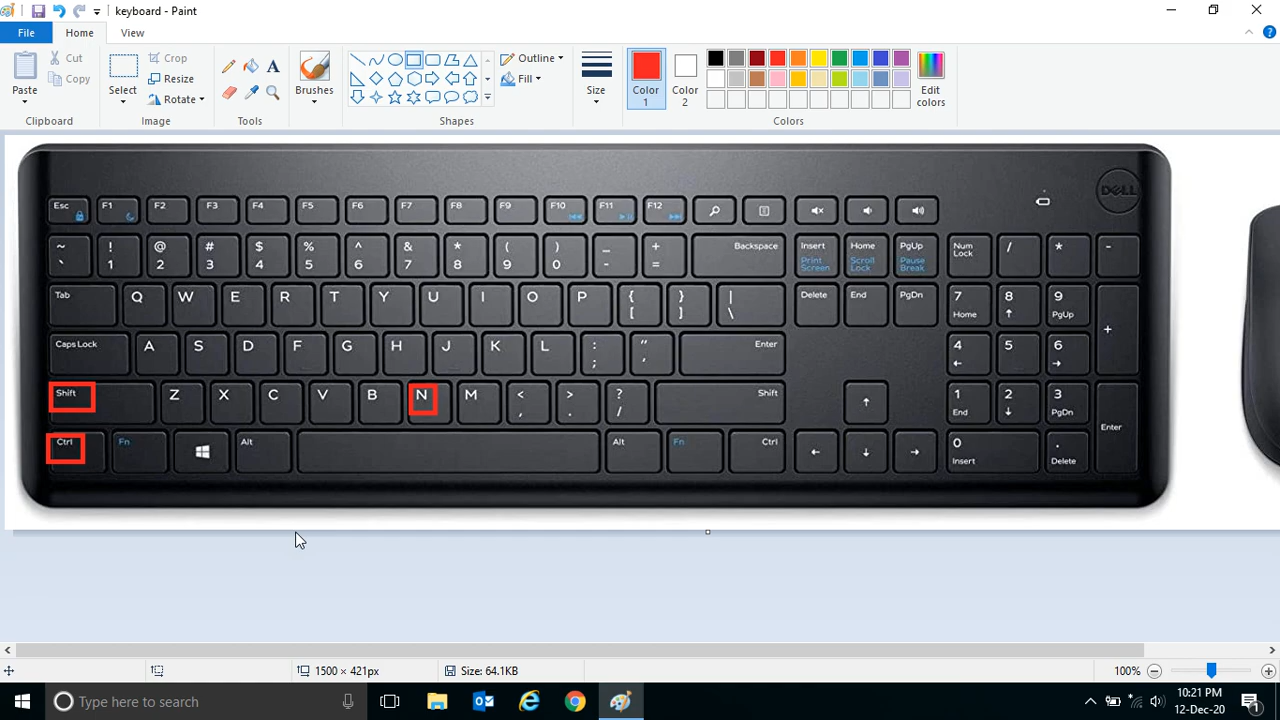 keyboard - Paint
File Home View
Paste
Cut
Copy
Clipboard
Select
Crop
Resize
Rotate
Image
A
Tools
Brushes
Shapes
Outline
Fill
Size
Color 1
Color 2
Edit colors
Colors
DELL
Esc F1 F2 F3 F4 F5 F6 F7 F8 F9 F10 F11 F12
~ ! @ # $ % ^ & * ( ) _ + Backspace
` 1 2 3 4 5 6 7 8 9 0 - =
Insert Home PgUp Num Lock / * -
Print Screen Scroll Lock Pause Break
Tab Q W E R T Y U I O P { } |
[ ] \
Delete End PgDn 7 8 9
Home ↑ PgUp
+
Caps Lock A S D F G H J K L : " Enter
; '
4 5 6
← →
Shift Z X C V B N M < > ? Shift
, . /
↑ 1 2 3
End ↓ PgDn
Enter
Ctrl Fn Alt Alt Fn Ctrl
← ↓ → 0 .
Insert Delete
1500 × 421px
Size: 64.1KB
100%
Type here to search
10:21 PM
12-Dec-20
1